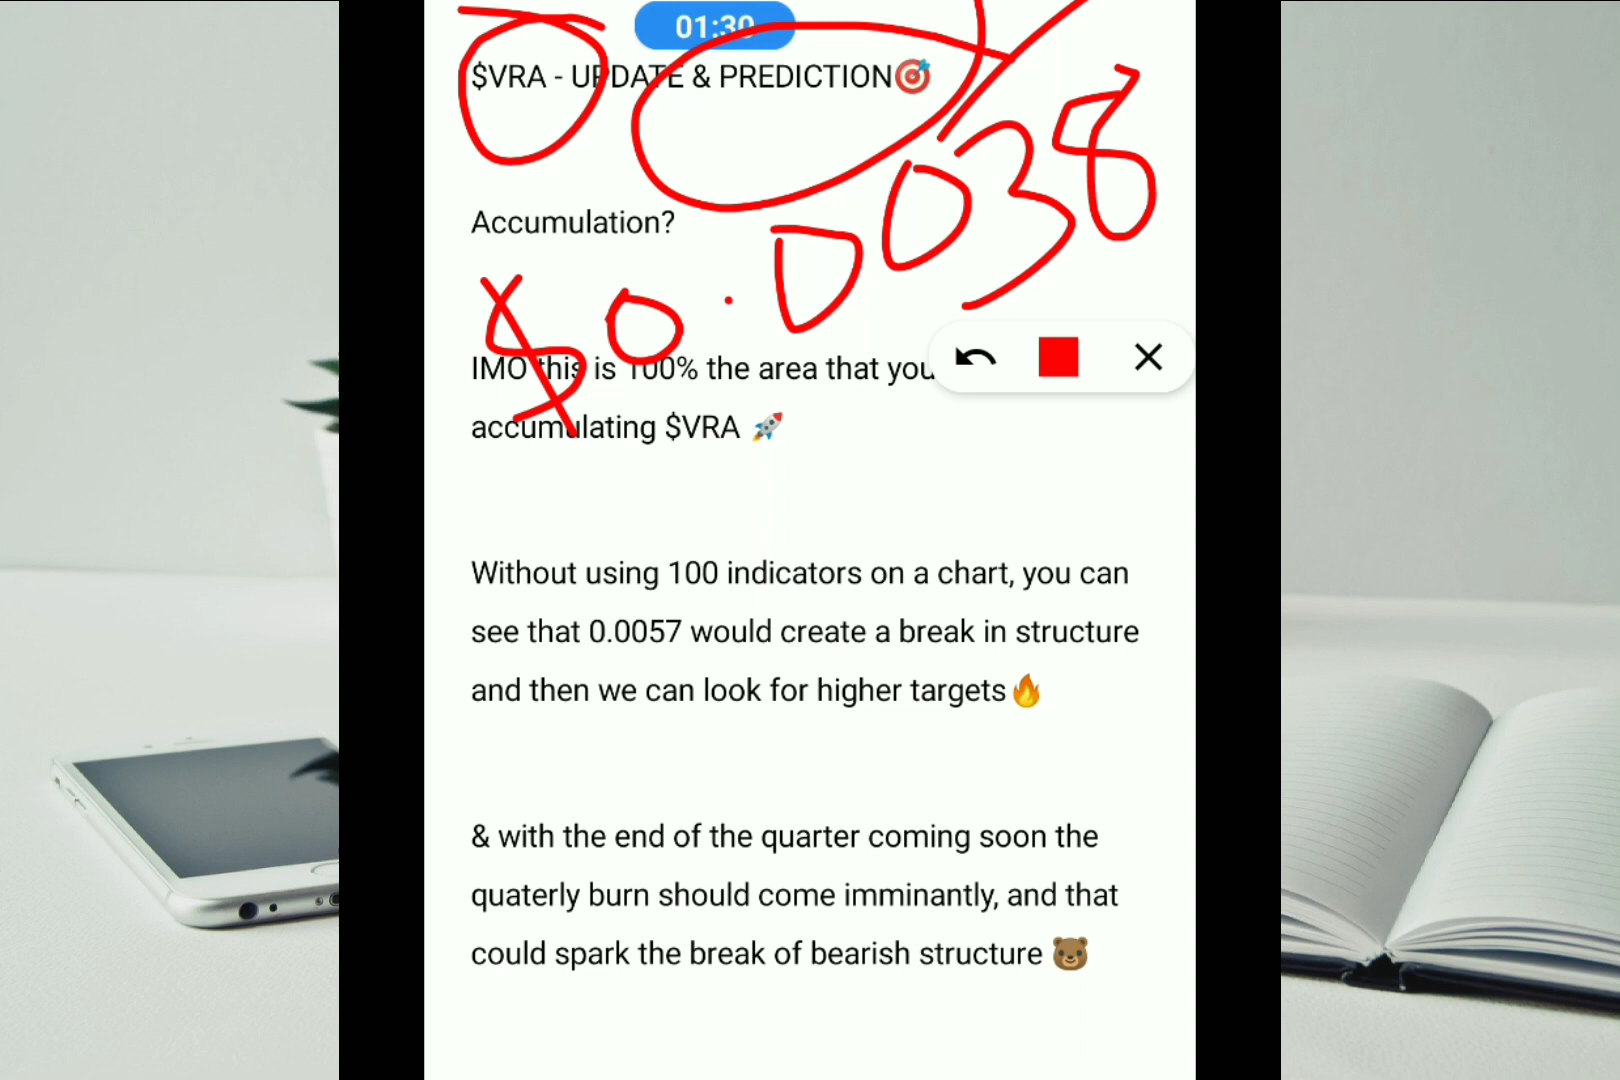 01:30
$VRA - UPDATE & PREDICTION🎯
Accumulation?
$0.0038
IMO this is 100% the area that you
accumulating $VRA 🚀
Without using 100 indicators on a chart, you can
see that 0.0057 would create a break in structure
and then we can look for higher targets🔥
& with the end of the quarter coming soon the
quaterly burn should come imminantly, and that
could spark the break of bearish structure 🐻